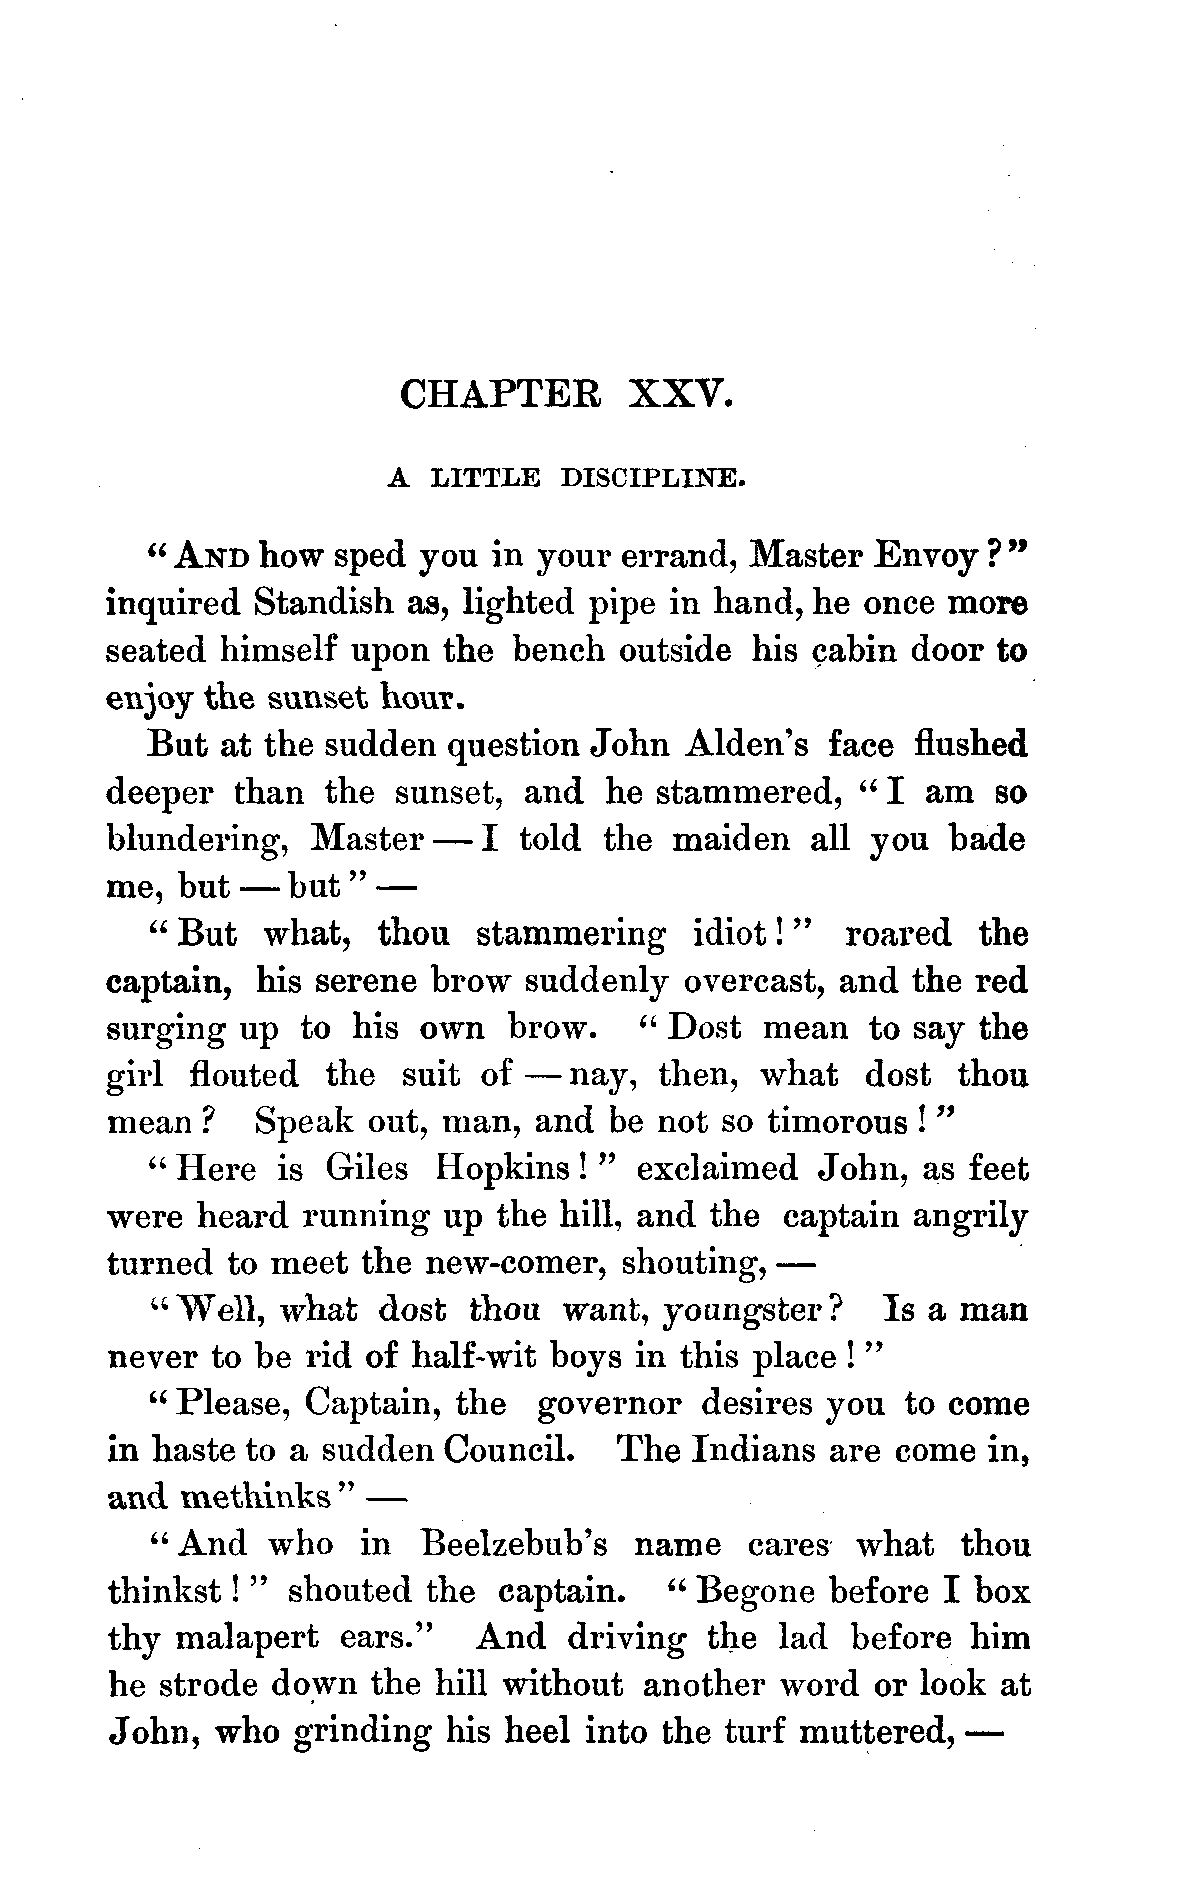 CHAPTER XXV.
A LITTLE DISCIPLINE.
"AND how sped you in your errand, Master Envoy?"
inquired Standish as, lighted pipe in hand, he once more
seated himself upon the bench outside his cabin door to
enjoy the sunset hour.
But at the sudden question John Alden's face flushed
deeper than the sunset, and he stammered, "I am so
blundering, Master — I told the maiden all you bade
me, but — but" —
"But what, thou stammering idiot!" roared the
captain, his serene brow suddenly overcast, and the red
surging up to his own brow. "Dost mean to say the
girl flouted the suit of — nay, then, what dost thou
mean? Speak out, man, and be not so timorous!"
"Here is Giles Hopkins!" exclaimed John, as feet
were heard running up the hill, and the captain angrily
turned to meet the new-comer, shouting, —
"Well, what dost thou want, youngster? Is a man
never to be rid of half-wit boys in this place!"
"Please, Captain, the governor desires you to come
in haste to a sudden Council. The Indians are come in,
and methinks" —
"And who in Beelzebub's name cares what thou
thinkst!" shouted the captain. "Begone before I box
thy malapert ears." And driving the lad before him
he strode down the hill without another word or look at
John, who grinding his heel into the turf muttered, —